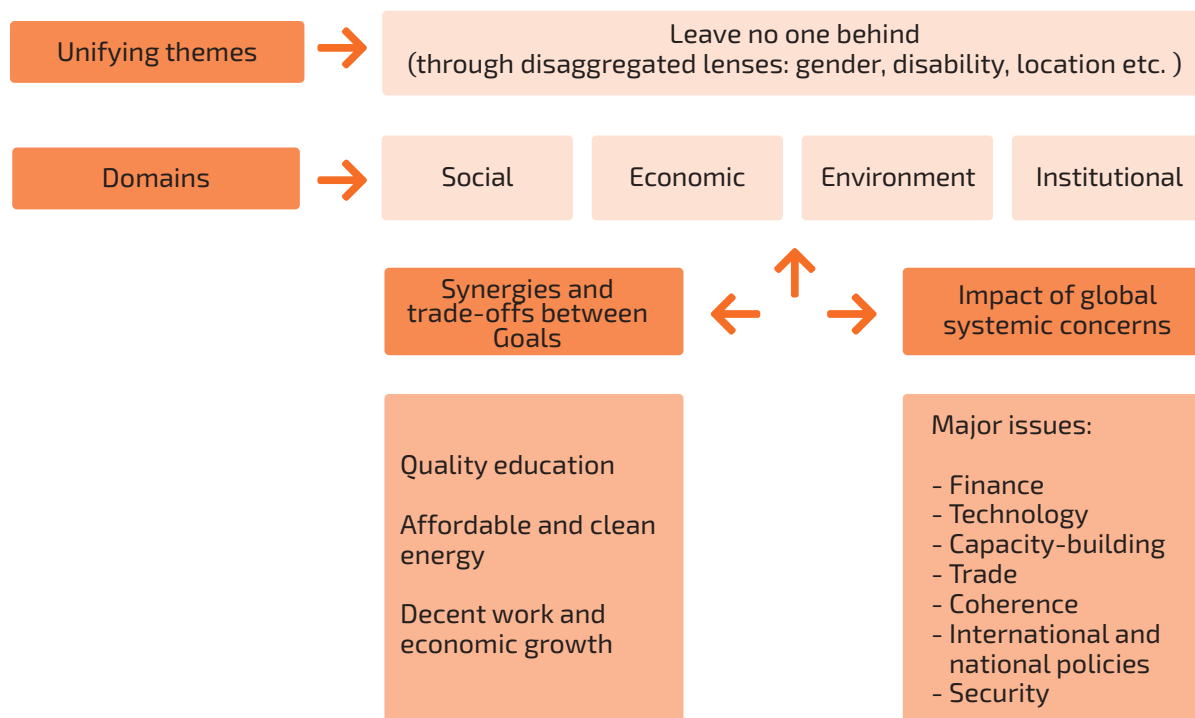 Unifying themes
Leave no one behind
(through disaggregated lenses: gender, disability, location etc. )
Domains
Social
Economic
Environment
Institutional
Synergies and
trade-offs between
Goals
Impact of global
systemic concerns
Quality education
Affordable and clean
energy
Decent work and
economic growth
Major issues:
- Finance
- Technology
- Capacity-building
- Trade
- Coherence
- International and
national policies
- Security